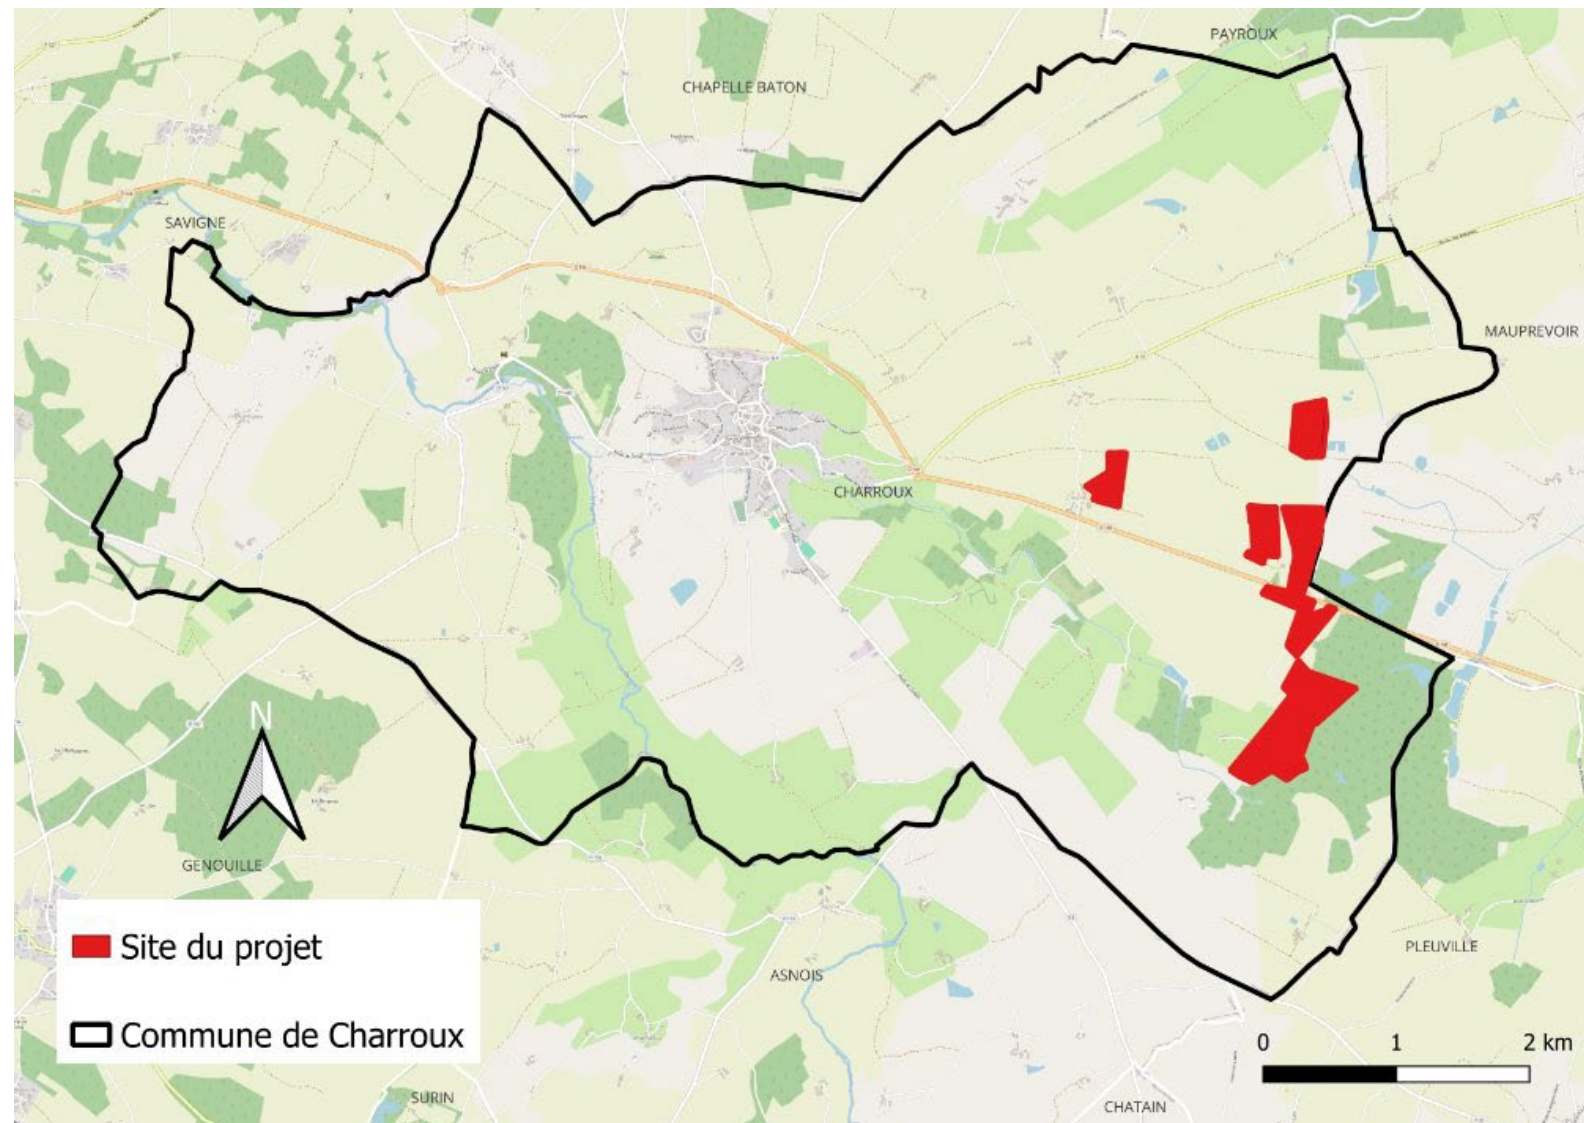 PAYROUX
CHAPELLE BATON
SAVIGNE
MAUPREVOIR
CHARROUX
N
GENOUILLE
Site du projet
PLEUVILLE
ASNOIS
Commune de Charroux
0 1 2 km
SURIN
CHATAIN